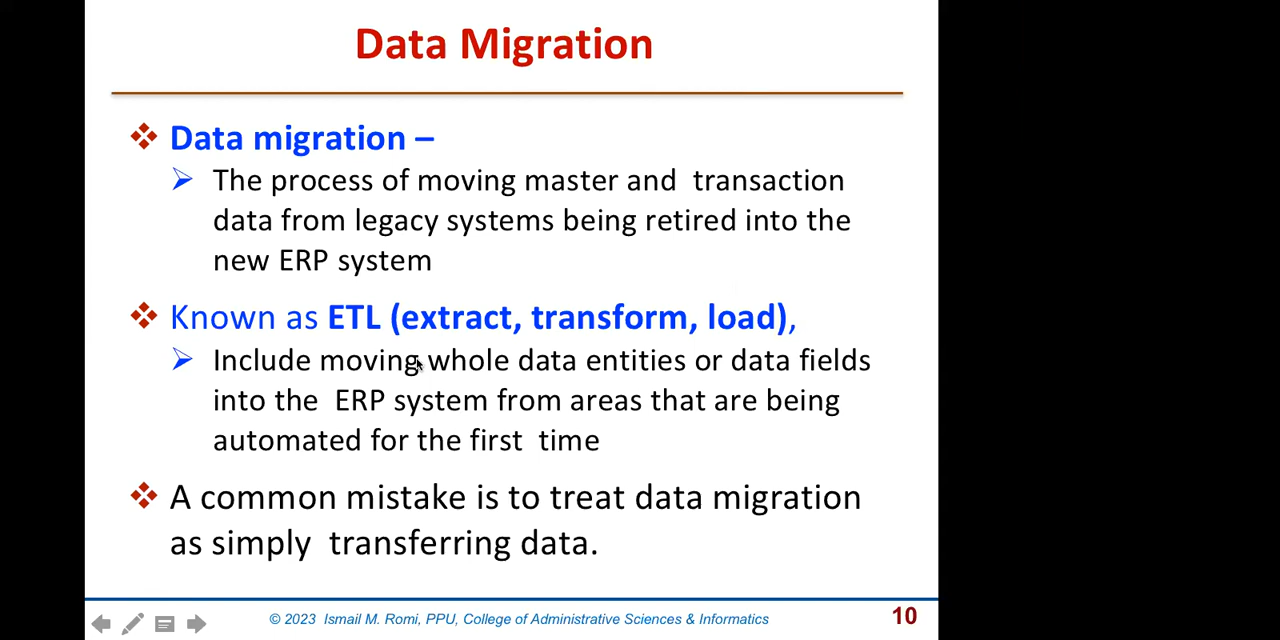 Data Migration
Data migration –
The process of moving master and transaction
data from legacy systems being retired into the
new ERP system
Known as ETL (extract, transform, load),
Include moving whole data entities or data fields
into the ERP system from areas that are being
automated for the first time
A common mistake is to treat data migration
as simply transferring data.
© 2023 Ismail M. Romi, PPU, College of Administrative Sciences & Informatics
10